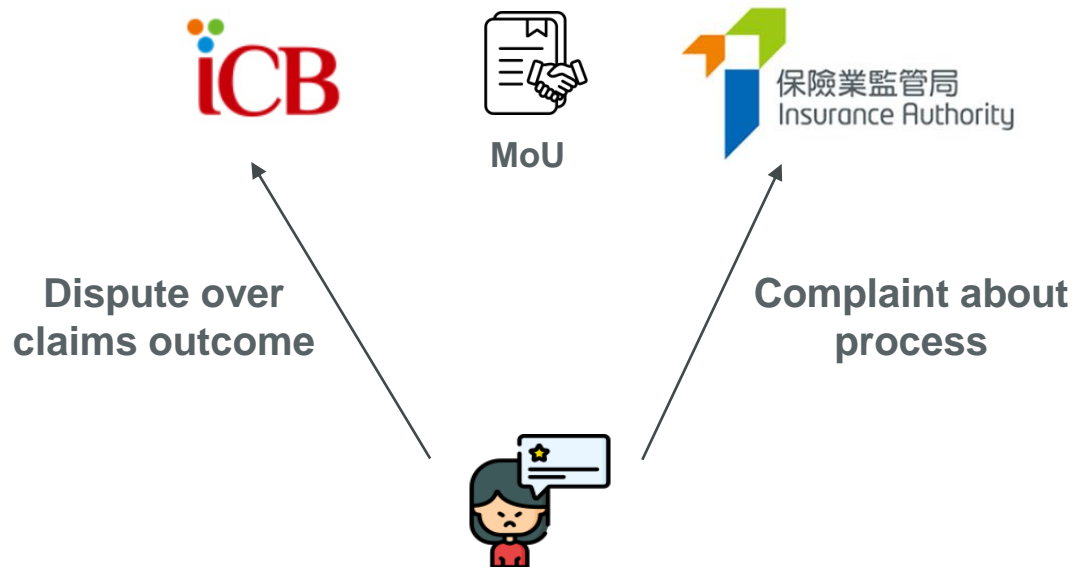 iCB
MoU
保險業監管局
Insurance Authority
Dispute over
claims outcome
Complaint about
process